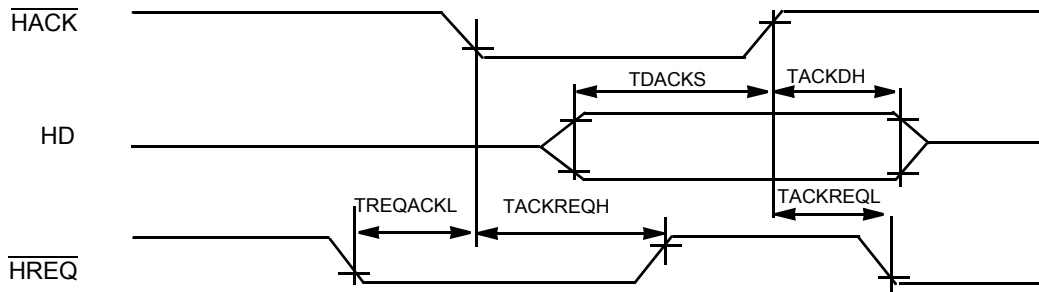 HACK
TDACKS
TACKDH
HD
TREQACKL
TACKREQH
TACKREQL
HREQ